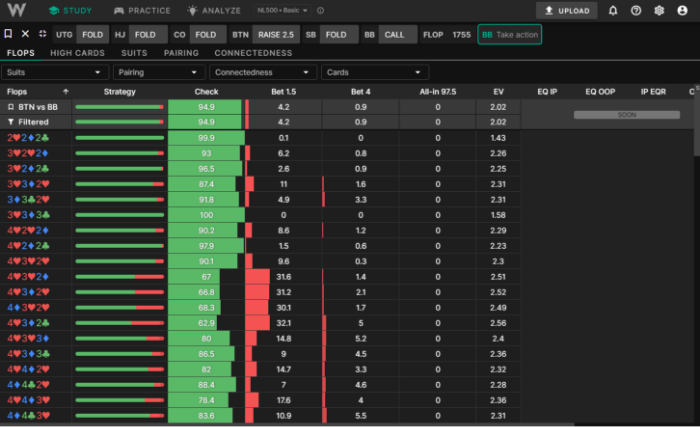 W STUDY PRACTICE ANALYZE NL500 • Basic UPLOAD
UTG FOLD HJ FOLD CO FOLD BTN RAISE 2.5 SB FOLD BB CALL FLOP 1755 BB Take action
FLOPS HIGH CARDS SUITS PAIRING CONNECTEDNESS
Suits Pairing Connectedness Cards
Flops ↑ Strategy Check Bet 1.5 Bet 4 All-in 97.5 EV EQ IP EQ OOP IP EQR
BTN vs BB 94.9 4.2 0.9 0 2.02 SOON
Filtered 94.9 4.2 0.9 0 2.02
2♥2♦2♣ 99.9 0.1 0 0 1.43
3♥2♥2♦ 93 6.2 0.8 0 2.26
3♥2♦2♣ 96.5 2.6 0.9 0 2.25
3♥3♦2♥ 87.4 11 1.6 0 2.31
3♦3♣2♥ 91.8 4.9 3.3 0 2.31
3♥3♦3♣ 100 0 0 0 1.58
4♥2♥2♦ 90.2 8.6 1.2 0 2.29
4♥2♦2♣ 97.9 1.5 0.6 0 2.23
4♥3♥2♥ 90.1 9.6 0.3 0 2.3
4♥3♥2♦ 67 31.6 1.4 0 2.51
4♥3♦2♥ 66.8 31.2 2.1 0 2.52
4♦3♥2♥ 68.3 30.1 1.7 0 2.49
4♥3♦2♣ 62.9 32.1 5 0 2.56
4♥3♥3♦ 80 14.8 5.2 0 2.4
4♥3♦3♣ 86.5 9 4.5 0 2.36
4♥4♦2♥ 82 14.7 3.3 0 2.32
4♦4♣2♥ 88.4 7 4.6 0 2.28
4♥4♦3♥ 78.4 17.6 4 0 2.36
4♦4♣3♥ 83.6 10.9 5.5 0 2.31